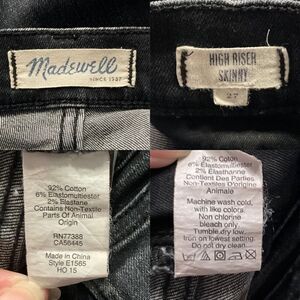 Madewell
SINCE 1937
HIGH RISER
SKINNY
27
92% Cotton
6% Elastomultiester
2% Elastane
Contains Non-Textile
Parts Of Animal
Origin
RN77388
CA56445
Made in China
Style E1565
HO 15
92% Cotton
6% Elastomultiester
2% Elasthanne
Contient Des Parties
Non-Textiles D'Origine
Animale
Machine wash cold,
with like colors.
Non chlorine
bleach only
Tumble dry low.
Iron on lowest setting.
Do not dry clean.